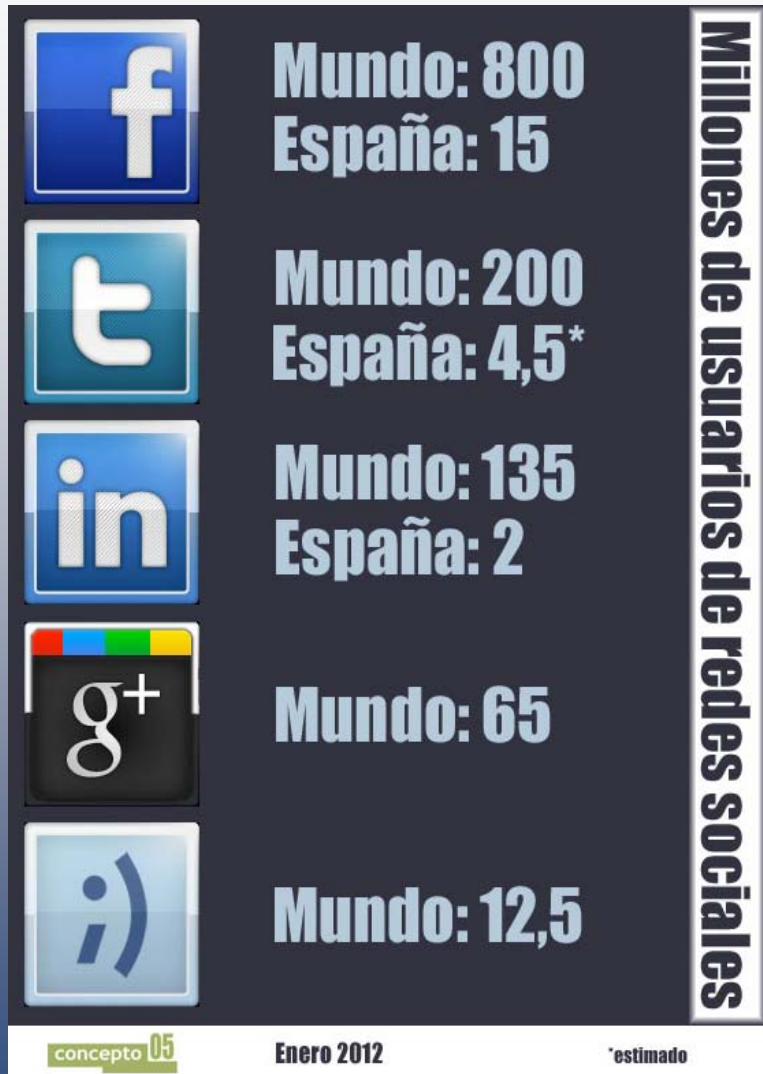 f
Mundo: 800
España: 15
t
Mundo: 200
España: 4,5*
in
Mundo: 135
España: 2
g+
Mundo: 65
;)
Mundo: 12,5
Millones de usuarios de redes sociales
concepto 05
Enero 2012
*estimado